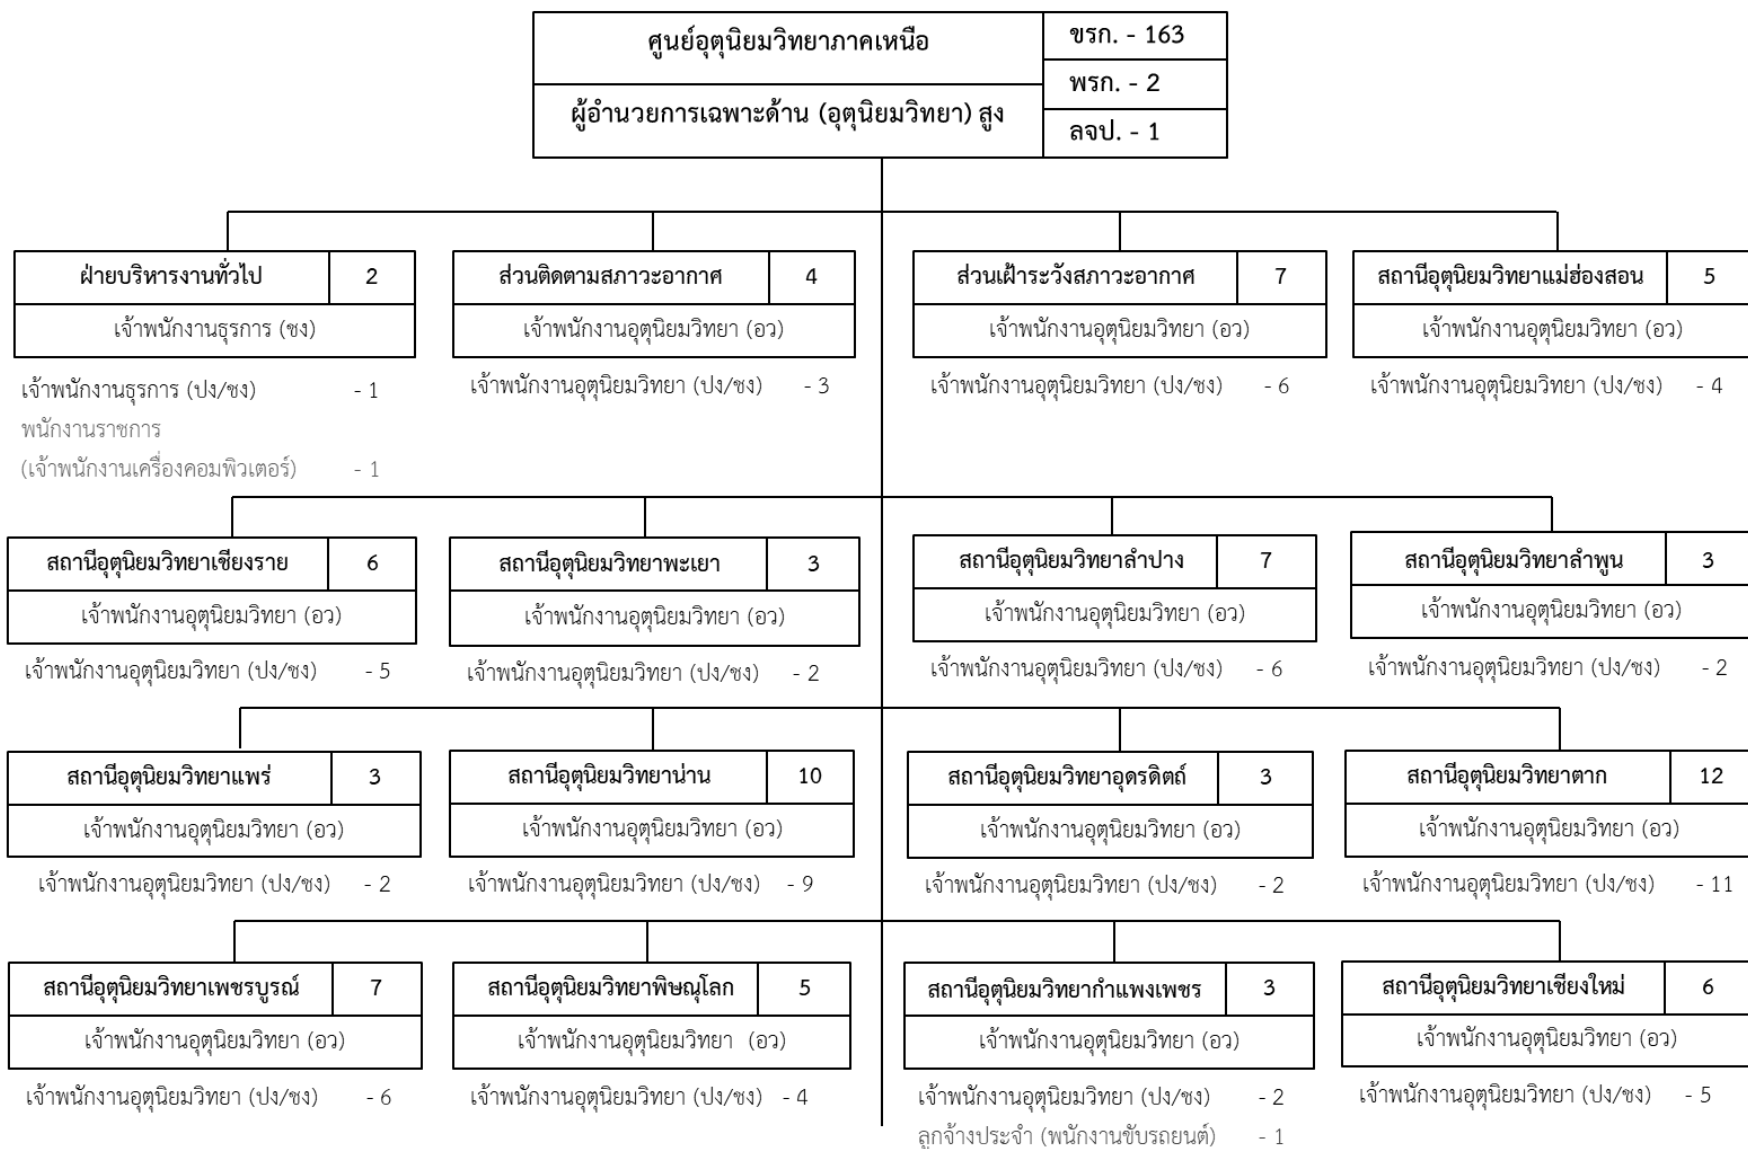 ศูนย์อุตุนิยมวิทยาภาคเหนือ
ขรก. - 163
พรก. - 2
ผู้อำนวยการเฉพาะด้าน (อุตุนิยมวิทยา) สูง
ลจป. - 1
ฝ่ายบริหารงานทั่วไป 2
เจ้าพนักงานธุรการ (ชง)
เจ้าพนักงานธุรการ (ปง/ชง) - 1
พนักงานราชการ
(เจ้าพนักงานเครื่องคอมพิวเตอร์) - 1
ส่วนติดตามสภาวะอากาศ 4
เจ้าพนักงานอุตุนิยมวิทยา (อว)
เจ้าพนักงานอุตุนิยมวิทยา (ปง/ชง) - 3
ส่วนเฝ้าระวังสภาวะอากาศ 7
เจ้าพนักงานอุตุนิยมวิทยา (อว)
เจ้าพนักงานอุตุนิยมวิทยา (ปง/ชง) - 6
สถานีอุตุนิยมวิทยาแม่ฮ่องสอน 5
เจ้าพนักงานอุตุนิยมวิทยา (อว)
เจ้าพนักงานอุตุนิยมวิทยา (ปง/ชง) - 4
สถานีอุตุนิยมวิทยาเชียงราย 6
เจ้าพนักงานอุตุนิยมวิทยา (อว)
เจ้าพนักงานอุตุนิยมวิทยา (ปง/ชง) - 5
สถานีอุตุนิยมวิทยาพะเยา 3
เจ้าพนักงานอุตุนิยมวิทยา (อว)
เจ้าพนักงานอุตุนิยมวิทยา (ปง/ชง) - 2
สถานีอุตุนิยมวิทยาลำปาง 7
เจ้าพนักงานอุตุนิยมวิทยา (อว)
เจ้าพนักงานอุตุนิยมวิทยา (ปง/ชง) - 6
สถานีอุตุนิยมวิทยาลำพูน 3
เจ้าพนักงานอุตุนิยมวิทยา (อว)
เจ้าพนักงานอุตุนิยมวิทยา (ปง/ชง) - 2
สถานีอุตุนิยมวิทยาแพร่ 3
เจ้าพนักงานอุตุนิยมวิทยา (อว)
เจ้าพนักงานอุตุนิยมวิทยา (ปง/ชง) - 2
สถานีอุตุนิยมวิทยาน่าน 10
เจ้าพนักงานอุตุนิยมวิทยา (อว)
เจ้าพนักงานอุตุนิยมวิทยา (ปง/ชง) - 9
สถานีอุตุนิยมวิทยาอุตรดิตถ์ 3
เจ้าพนักงานอุตุนิยมวิทยา (อว)
เจ้าพนักงานอุตุนิยมวิทยา (ปง/ชง) - 2
สถานีอุตุนิยมวิทยาตาก 12
เจ้าพนักงานอุตุนิยมวิทยา (อว)
เจ้าพนักงานอุตุนิยมวิทยา (ปง/ชง) - 11
สถานีอุตุนิยมวิทยาเพชรบูรณ์ 7
เจ้าพนักงานอุตุนิยมวิทยา (อว)
เจ้าพนักงานอุตุนิยมวิทยา (ปง/ชง) - 6
สถานีอุตุนิยมวิทยาพิษณุโลก 5
เจ้าพนักงานอุตุนิยมวิทยา (อว)
เจ้าพนักงานอุตุนิยมวิทยา (ปง/ชง) - 4
สถานีอุตุนิยมวิทยากำแพงเพชร 3
เจ้าพนักงานอุตุนิยมวิทยา (อว)
เจ้าพนักงานอุตุนิยมวิทยา (ปง/ชง) - 2
ลูกจ้างประจำ (พนักงานขับรถยนต์) - 1
สถานีอุตุนิยมวิทยาเชียงใหม่ 6
เจ้าพนักงานอุตุนิยมวิทยา (อว)
เจ้าพนักงานอุตุนิยมวิทยา (ปง/ชง) - 5